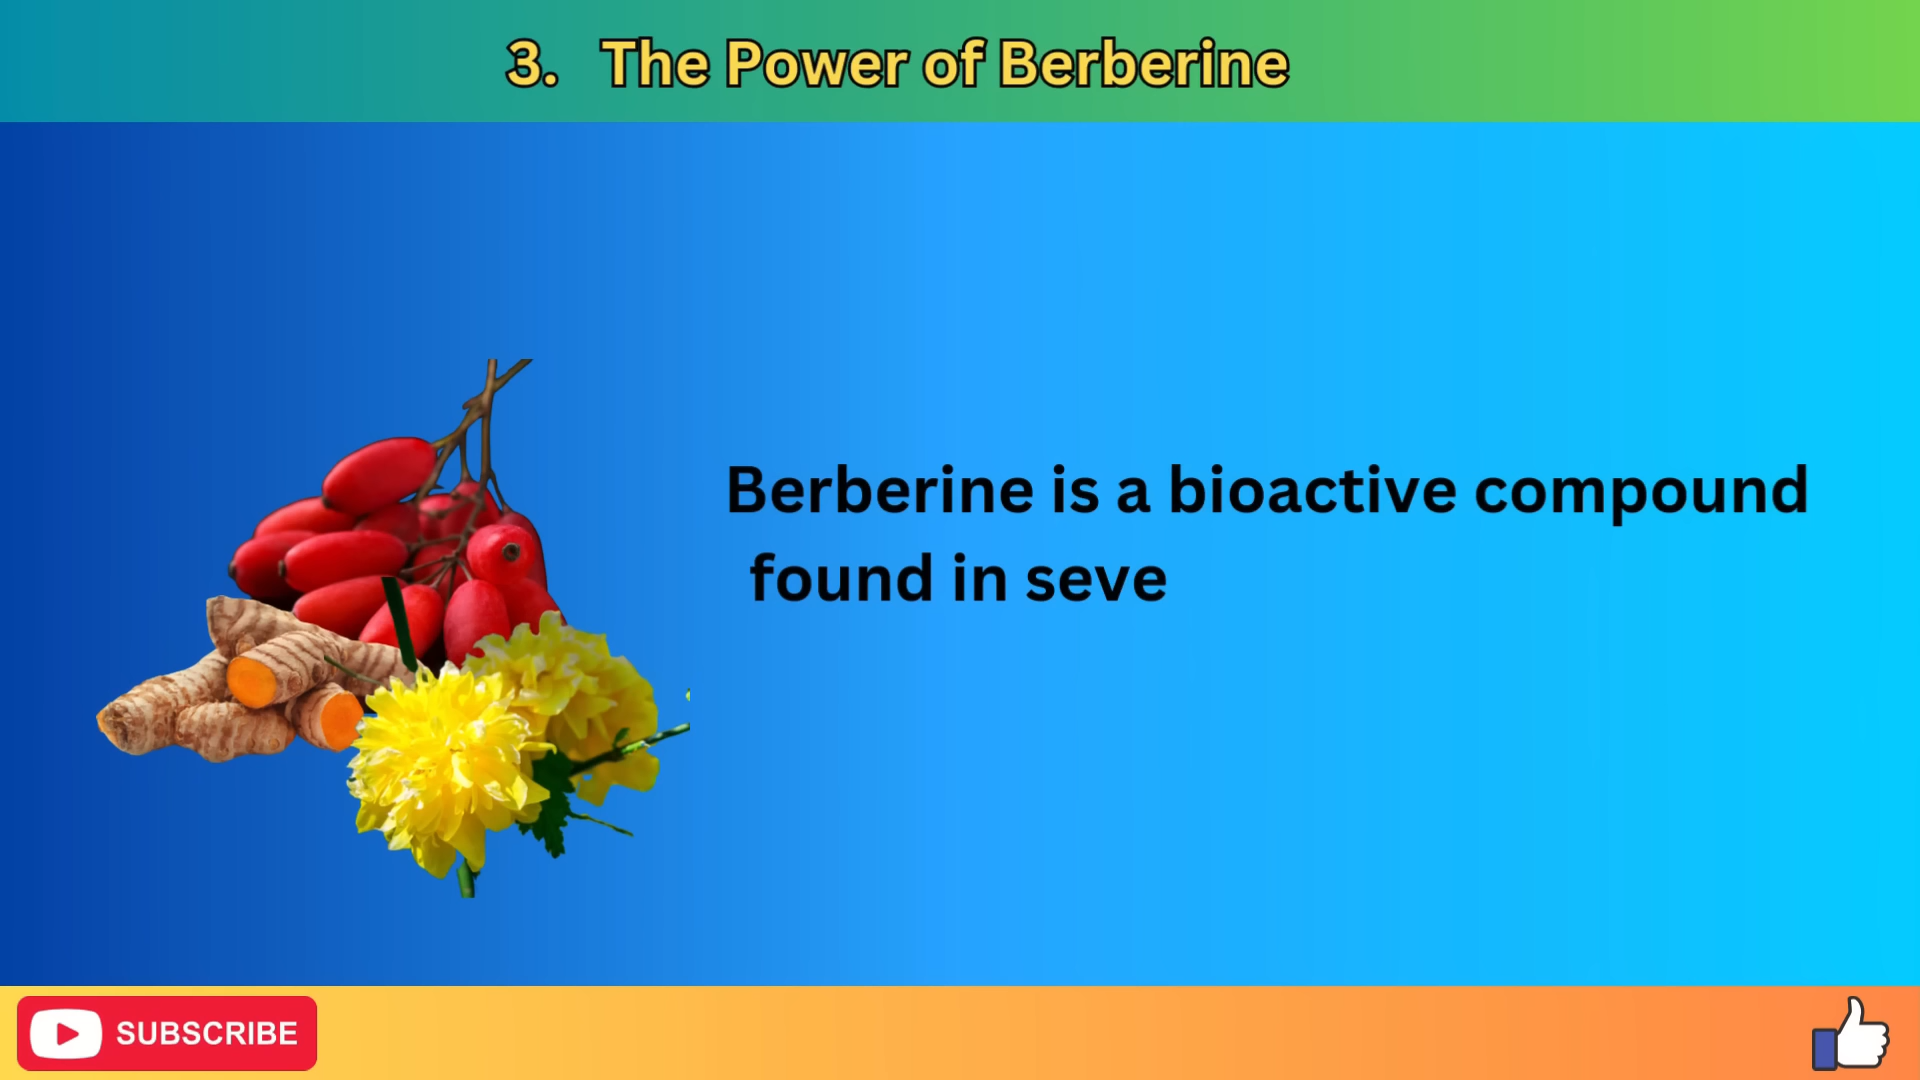 3. The Power of Berberine
Berberine is a bioactive compound
found in seve
SUBSCRIBE